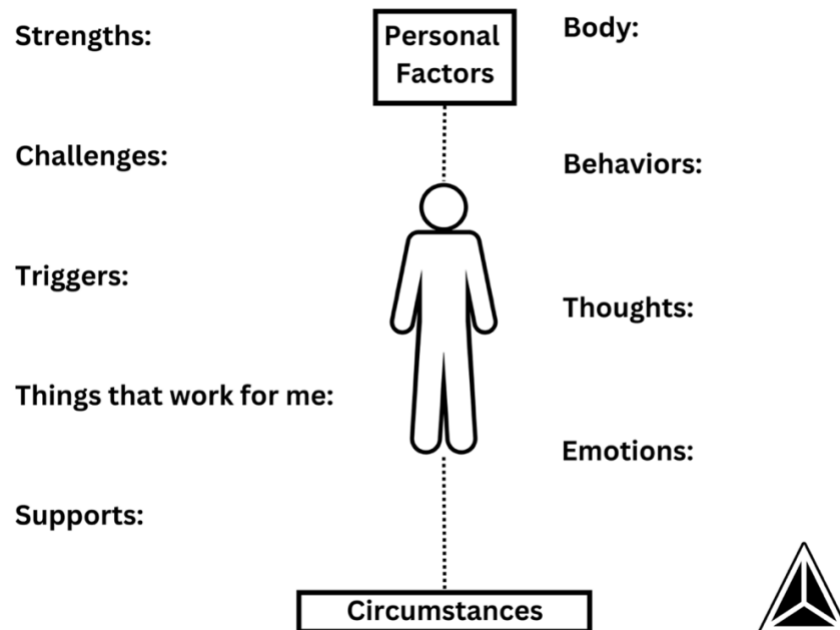 Strengths:
Challenges:
Triggers:
Things that work for me:
Supports:
Personal
Factors
Body:
Behaviors:
Thoughts:
Emotions:
Circumstances